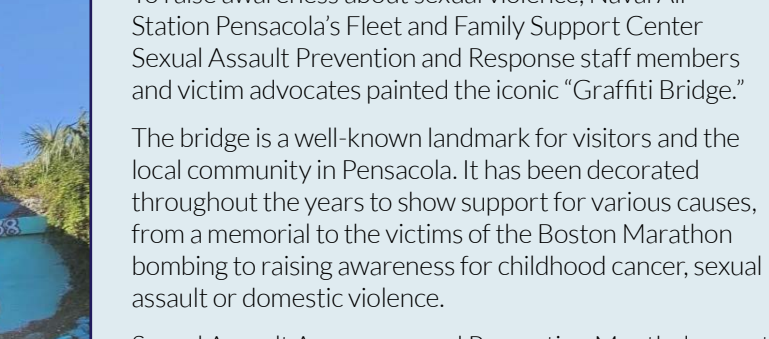 To raise awareness about sexual violence, Naval Air
Station Pensacola’s Fleet and Family Support Center
Sexual Assault Prevention and Response staff members
and victim advocates painted the iconic “Graffiti Bridge.”
The bridge is a well-known landmark for visitors and the
local community in Pensacola. It has been decorated
throughout the years to show support for various causes,
from a memorial to the victims of the Boston Marathon
bombing to raising awareness for childhood cancer, sexual
assault or domestic violence.